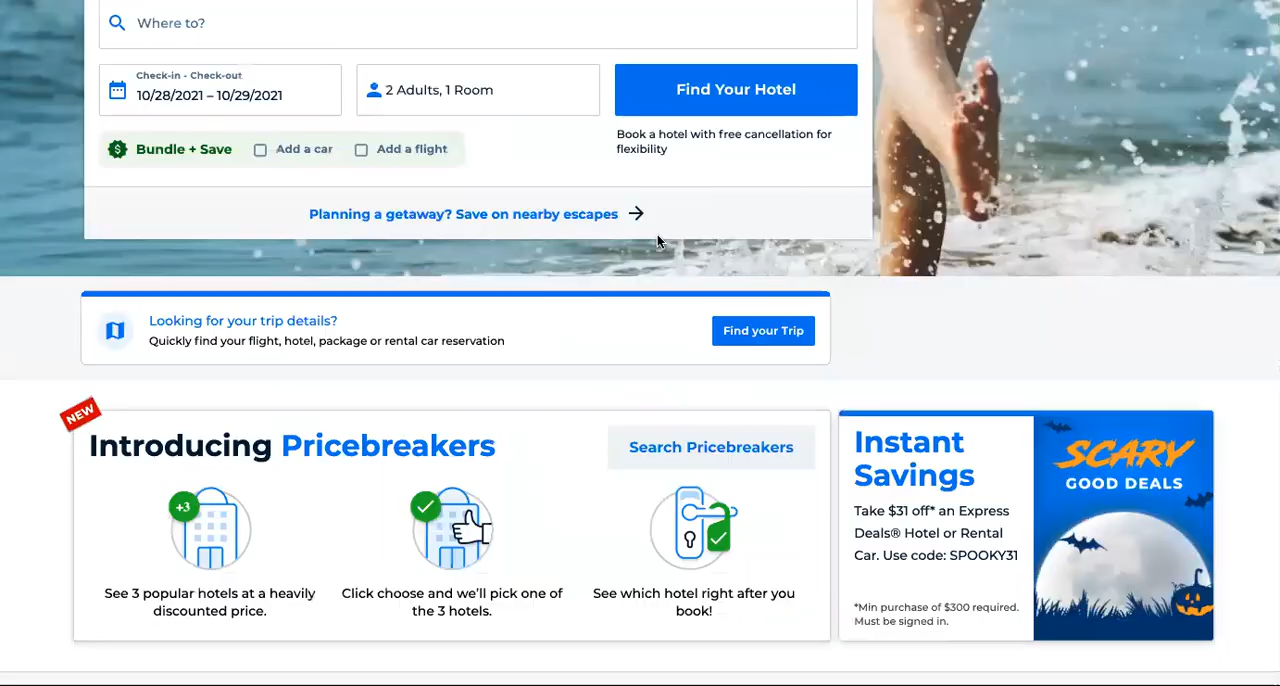 Where to?
Check-in - Check-out
10/28/2021 – 10/29/2021
2 Adults, 1 Room
Find Your Hotel
Book a hotel with free cancellation for
flexibility
$ Bundle + Save
Add a car
Add a flight
Planning a getaway? Save on nearby escapes
Looking for your trip details?
Quickly find your flight, hotel, package or rental car reservation
Find your Trip
NEW
Introducing Pricebreakers
Search Pricebreakers
+3
See 3 popular hotels at a heavily
discounted price.
Click choose and we'll pick one of
the 3 hotels.
See which hotel right after you
book!
Instant
Savings
Take $31 off* an Express
Deals® Hotel or Rental
Car. Use code: SPOOKY31
*Min purchase of $300 required.
Must be signed in.
SCARY
GOOD DEALS